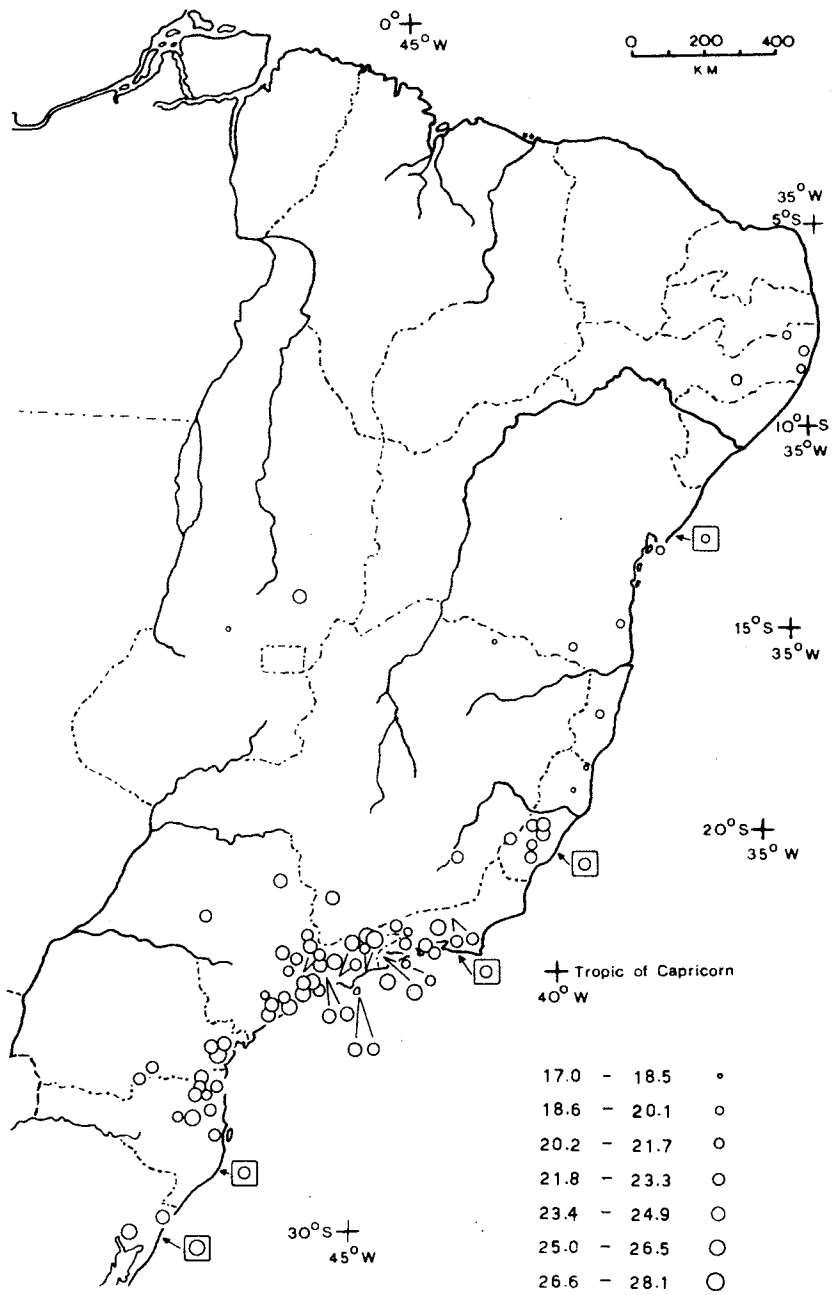 0°
45°W
0 200 400
KM
35°W
5°S
10°S
35°W
15°S
35°W
20°S
35°W
Tropic of Capricorn
40°W
30°S
45°W
17.0 - 18.5
18.6 - 20.1
20.2 - 21.7
21.8 - 23.3
23.4 - 24.9
25.0 - 26.5
26.6 - 28.1